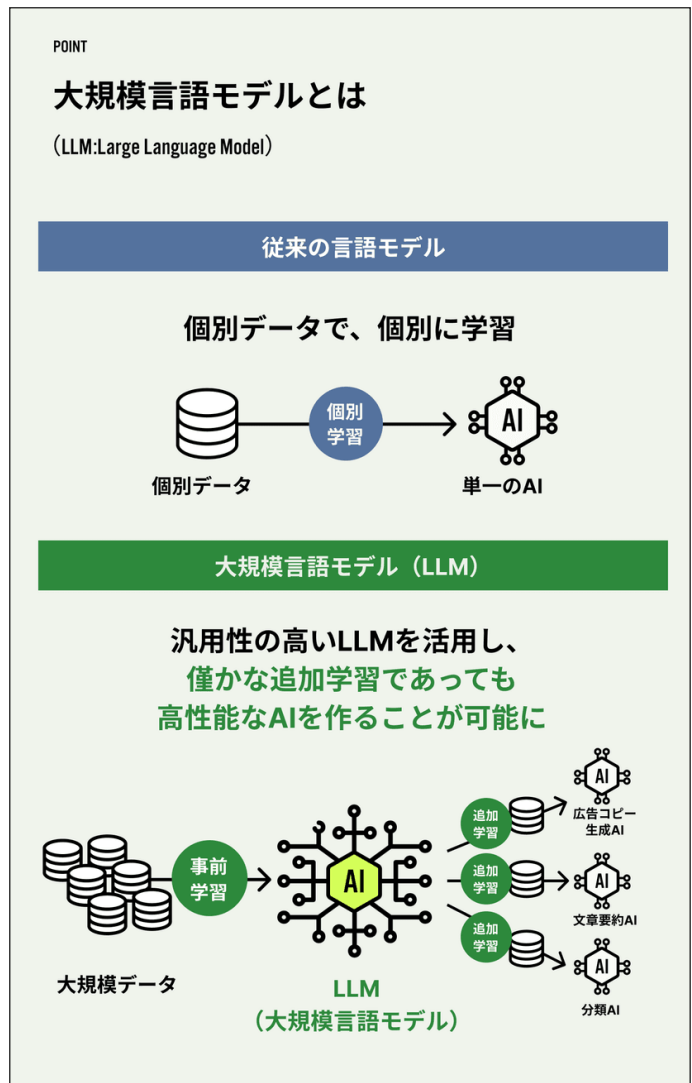 POINT
大規模言語モデルとは
(LLM:Large Language Model)
従来の言語モデル
個別データで、個別に学習
個別
学習
AI
個別データ
単一のAI
大規模言語モデル（LLM）
汎用性の高いLLMを活用し、
僅かな追加学習であっても
高性能なAIを作ることが可能に
事前
学習
大規模データ
AI
LLM
（大規模言語モデル）
追加
学習
AI
広告コピー
生成AI
追加
学習
AI
文章要約AI
追加
学習
AI
分類AI